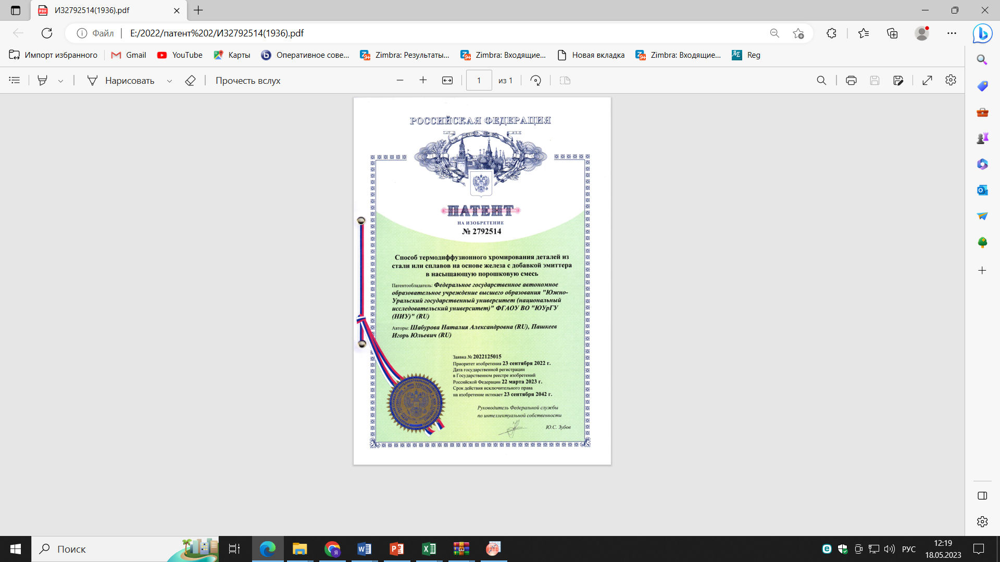 И32792514(1936).pdf
Файл
E:/2022/патент%202/И32792514(1936).pdf
Импорт избранного
Gmail
YouTube
Карты
Оперативное сове...
Zimbra: Результаты...
Zimbra: Входящие...
Новая вкладка
Zimbra: Входящие...
Reg
Нарисовать
Прочесть вслух
1
из 1
РОССИЙСКАЯ ФЕДЕРАЦИЯ
ПАТЕНТ
НА ИЗОБРЕТЕНИЕ
№ 2792514
Способ термодиффузионного хромирования деталей из
стали или сплавов на основе железа с добавкой эмиттера
в насыщающую порошковую смесь
Патентообладатель: Федеральное государственное автономное
образовательное учреждение высшего образования "Южно-
Уральский государственный университет (национальный
исследовательский университет)" ФГАОУ ВО "ЮУрГУ
(НИУ)" (RU)
Авторы: Шабурова Наталия Александровна (RU), Пашкеев
Игорь Юльевич (RU)
Заявка № 2022125015
Приоритет изобретения 23 сентября 2022 г.
Дата государственной регистрации
в Государственном реестре изобретений
Российской Федерации 22 марта 2023 г.
Срок действия исключительного права
на изобретение истекает 23 сентября 2042 г.
Руководитель Федеральной службы
по интеллектуальной собственности
Ю.С. Зубов
Поиск
РУС
12:19
18.05.2023